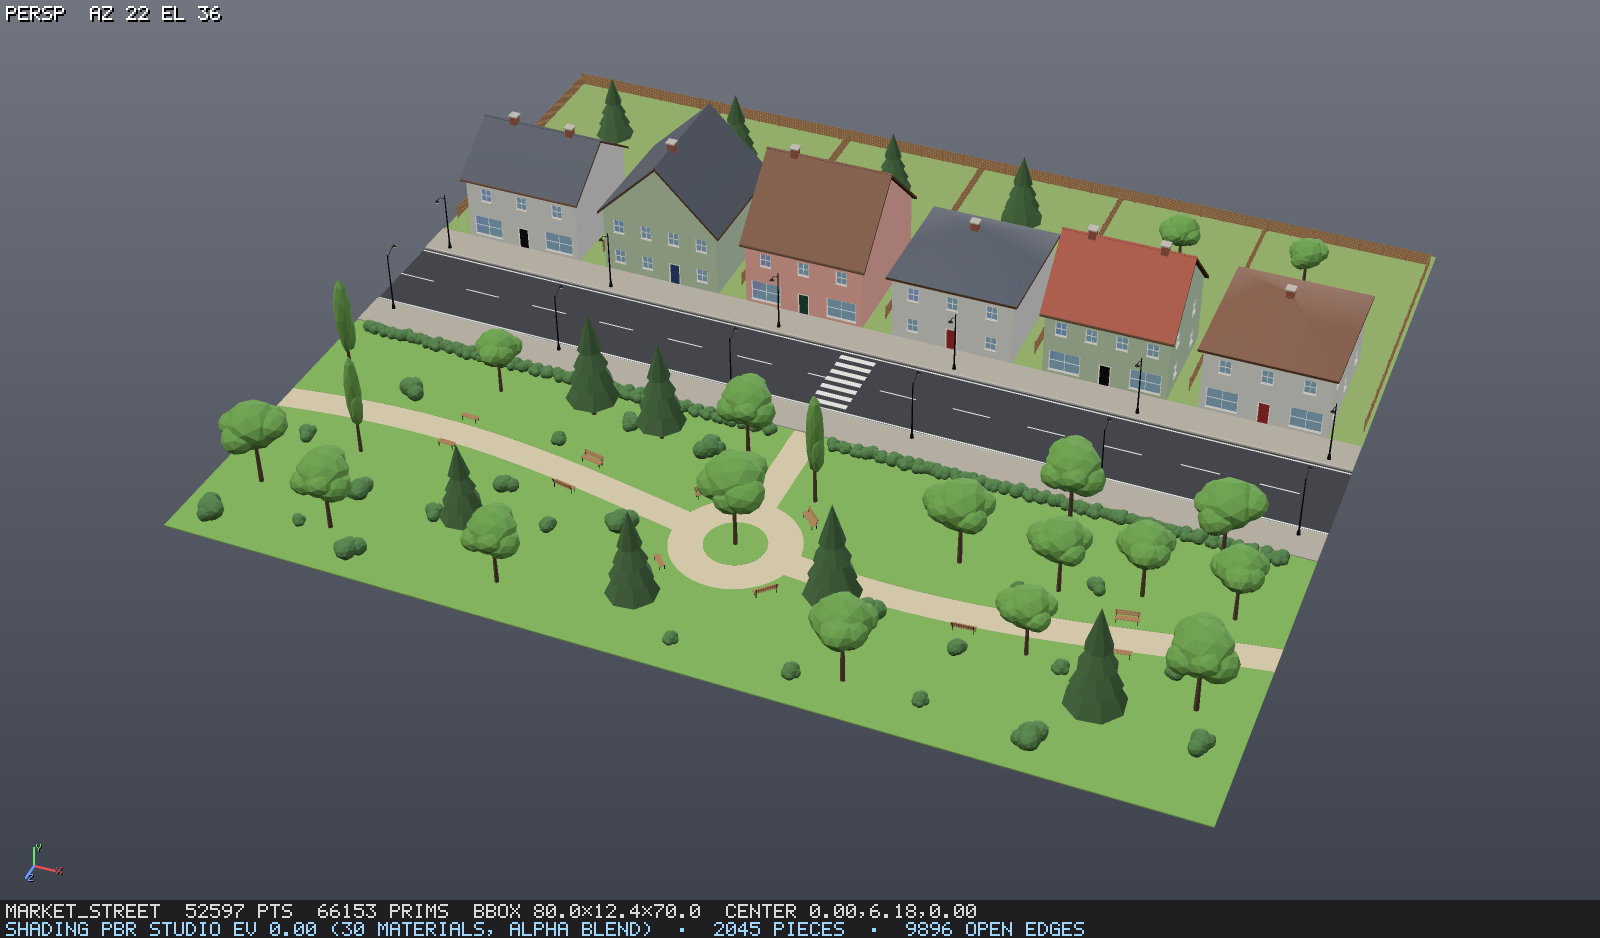 PERSP  AZ 22 EL 36
Y
X
Z
MARKET_STREET  52597 PTS  66153 PRIMS  BBOX 80.0×12.4×70.0  CENTER 0.00,6.18,0.00
SHADING PBR STUDIO EV 0.00 (30 MATERIALS, ALPHA BLEND)  ·  2045 PIECES  ·  9896 OPEN EDGES